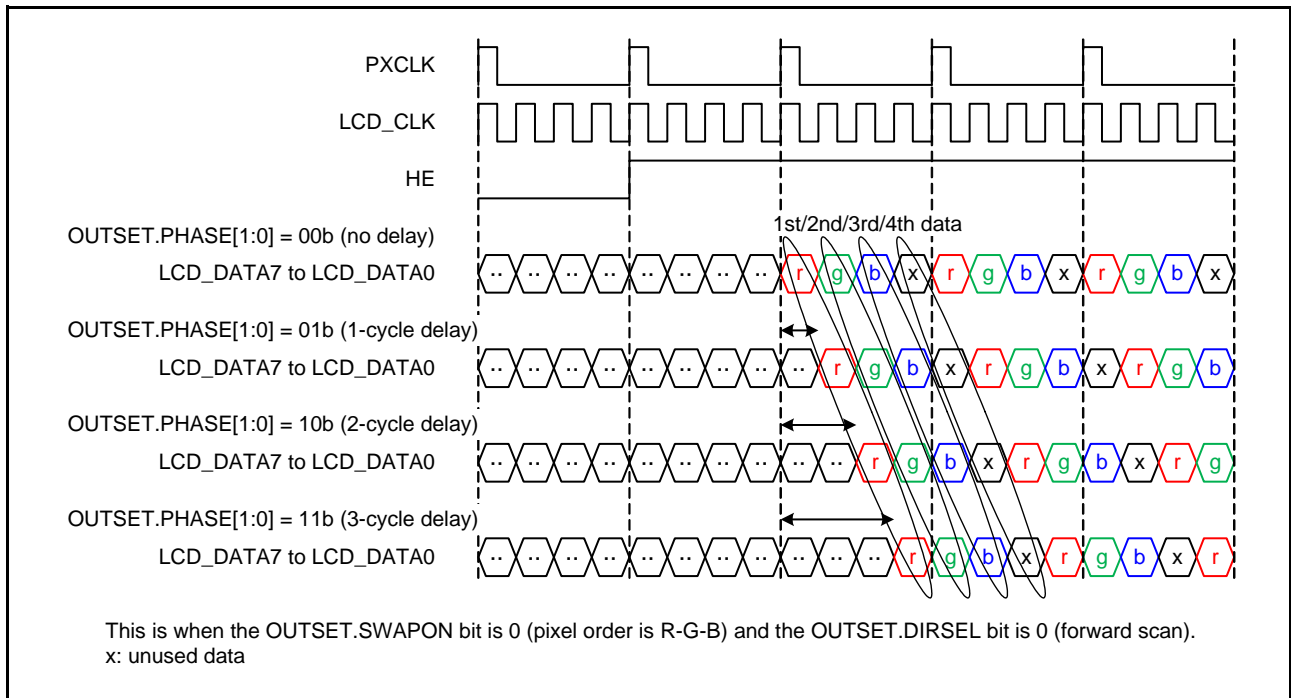 PXCLK
LCD_CLK
HE
1st/2nd/3rd/4th data
OUTSET.PHASE[1:0] = 00b (no delay)
LCD_DATA7 to LCD_DATA0 ·· ·· ·· ·· ·· ·· ·· ·· r g b x r g b x r g b x
OUTSET.PHASE[1:0] = 01b (1-cycle delay)
LCD_DATA7 to LCD_DATA0 ·· ·· ·· ·· ·· ·· ·· ·· ·· r g b x r g b x r g b
OUTSET.PHASE[1:0] = 10b (2-cycle delay)
LCD_DATA7 to LCD_DATA0 ·· ·· ·· ·· ·· ·· ·· ·· ·· ·· r g b x r g b x r g
OUTSET.PHASE[1:0] = 11b (3-cycle delay)
LCD_DATA7 to LCD_DATA0 ·· ·· ·· ·· ·· ·· ·· ·· ·· ·· ·· r g b x r g b x r
This is when the OUTSET.SWAPON bit is 0 (pixel order is R-G-B) and the OUTSET.DIRSEL bit is 0 (forward scan).
x: unused data